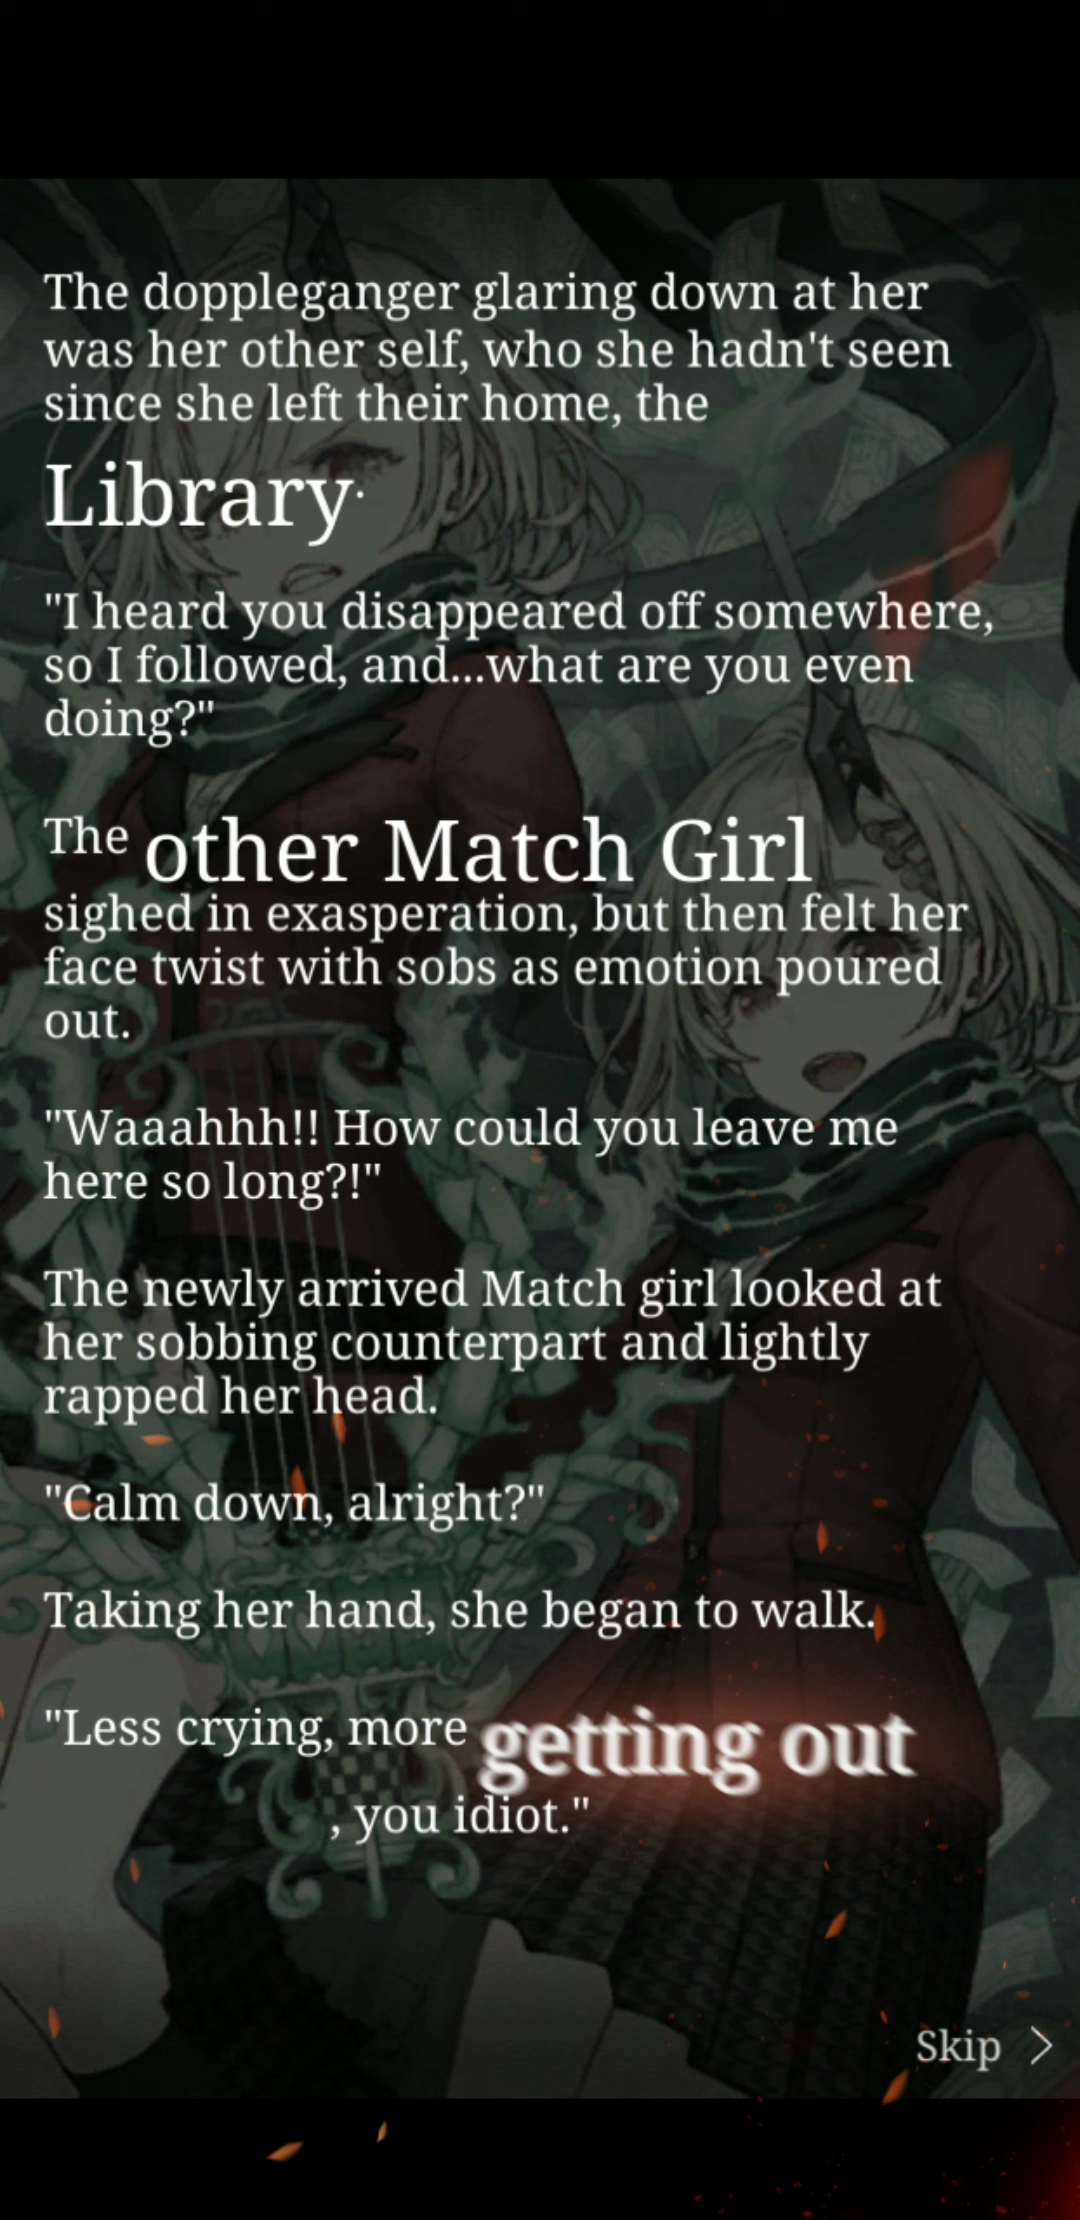 The doppleganger glaring down at her
was her other self, who she hadn't seen
since she left their home, the
Library.
"I heard you disappeared off somewhere,
so I followed, and...what are you even
doing?"
The other Match Girl
sighed in exasperation, but then felt her
face twist with sobs as emotion poured
out.
"Waaahhh!! How could you leave me
here so long?!"
The newly arrived Match girl looked at
her sobbing counterpart and lightly
rapped her head.
"Calm down, alright?"
Taking her hand, she began to walk.
"Less crying, more getting out
, you idiot."
Skip >